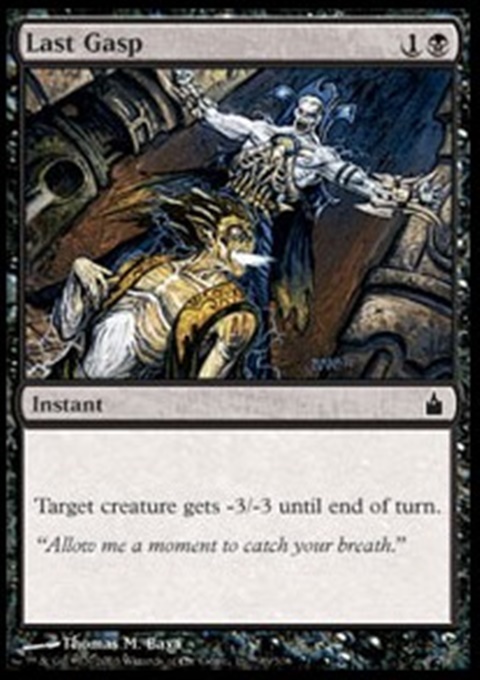 Last Gasp 1
Instant
Target creature gets -3/-3 until end of turn.
“Allow me a moment to catch your breath.”
Thomas M. Baxa